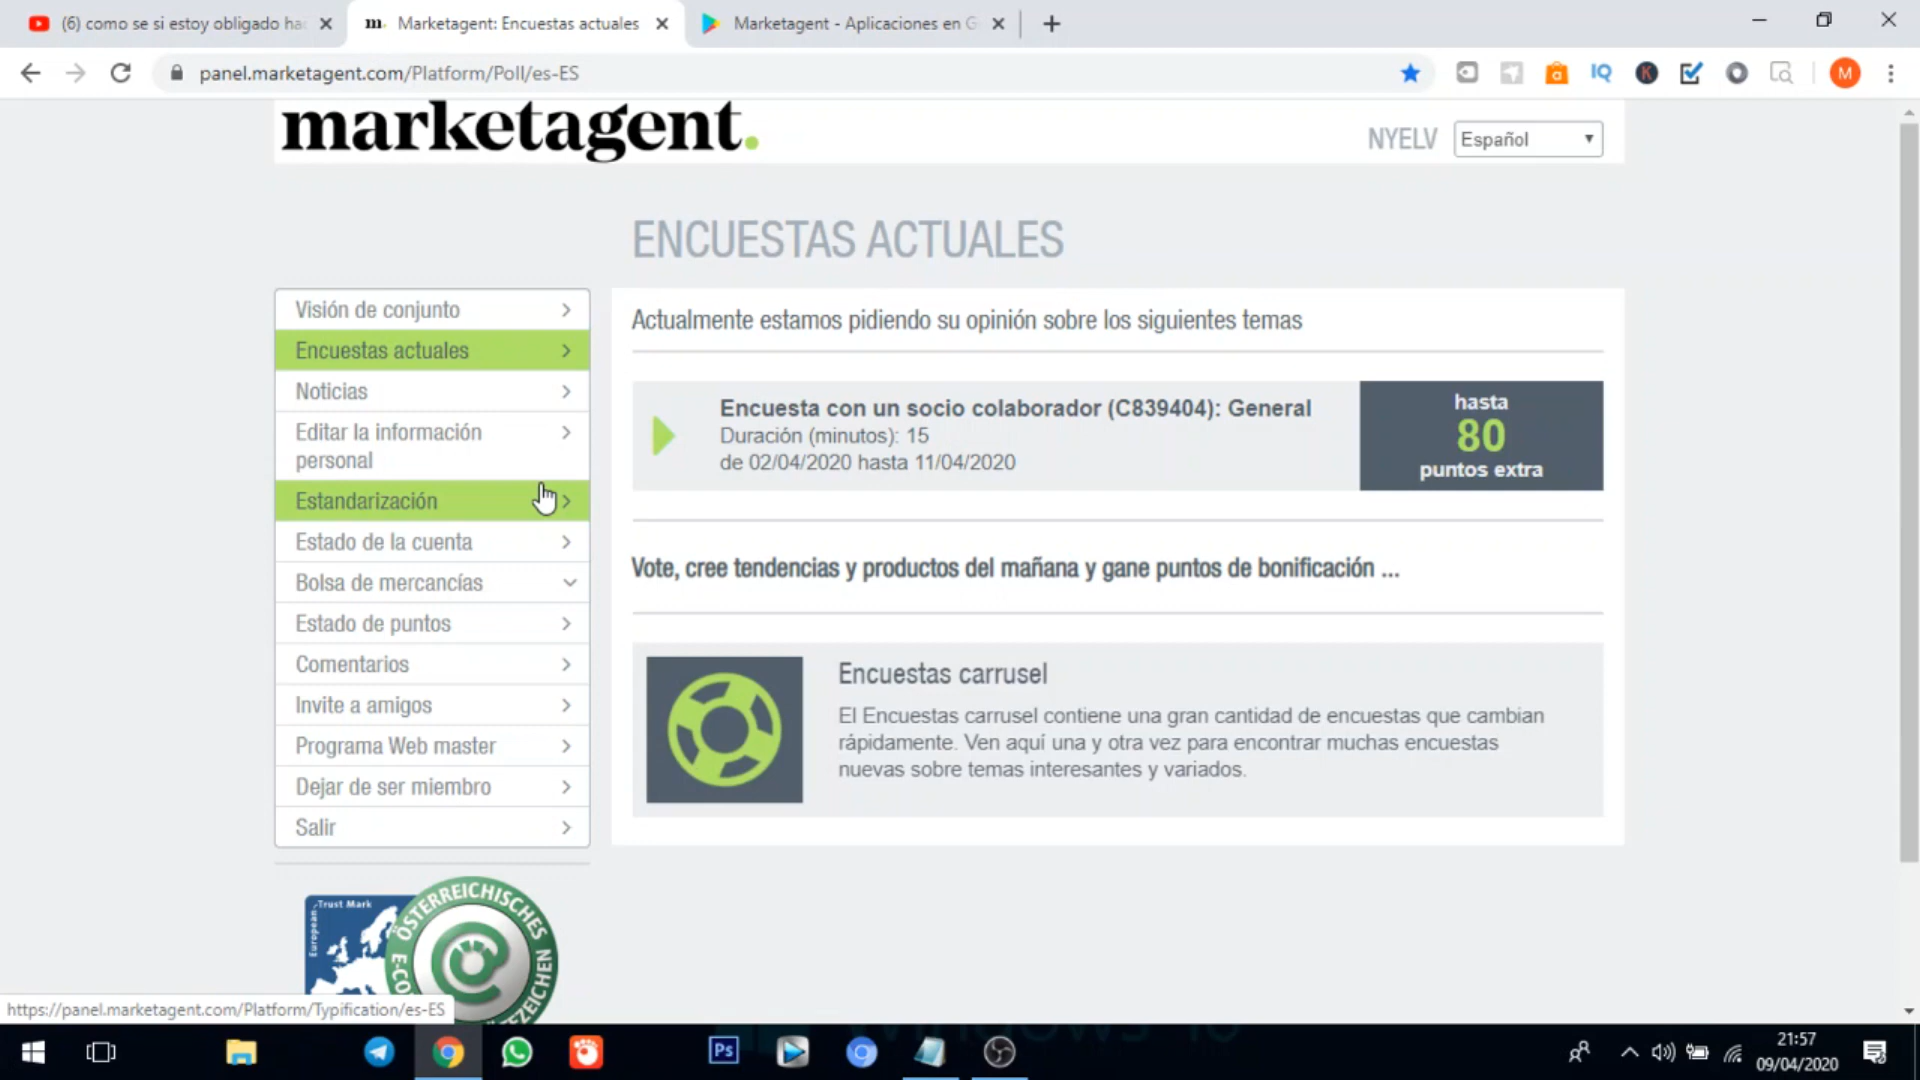 (6) como se si estoy obligado hac
m. Marketagent: Encuestas actuales
Marketagent - Aplicaciones en G
panel.marketagent.com/Platform/Poll/es-ES
IQ
K
M
marketagent.
NYELV
Español
ENCUESTAS ACTUALES
Visión de conjunto
Encuestas actuales
Noticias
Editar la información
personal
Estandarización
Estado de la cuenta
Bolsa de mercancías
Estado de puntos
Comentarios
Invite a amigos
Programa Web master
Dejar de ser miembro
Salir
Actualmente estamos pidiendo su opinión sobre los siguientes temas
Encuesta con un socio colaborador (C839404): General
Duración (minutos): 15
de 02/04/2020 hasta 11/04/2020
hasta
80
puntos extra
Vote, cree tendencias y productos del mañana y gane puntos de bonificación ...
Encuestas carrusel
El Encuestas carrusel contiene una gran cantidad de encuestas que cambian
rápidamente. Ven aquí una y otra vez para encontrar muchas encuestas
nuevas sobre temas interesantes y variados.
European
Trust Mark
ÖSTERREICHISCHES
E-CO
EZEICHEN
https://panel.marketagent.com/Platform/Typification/es-ES
Ps
21:57
09/04/2020